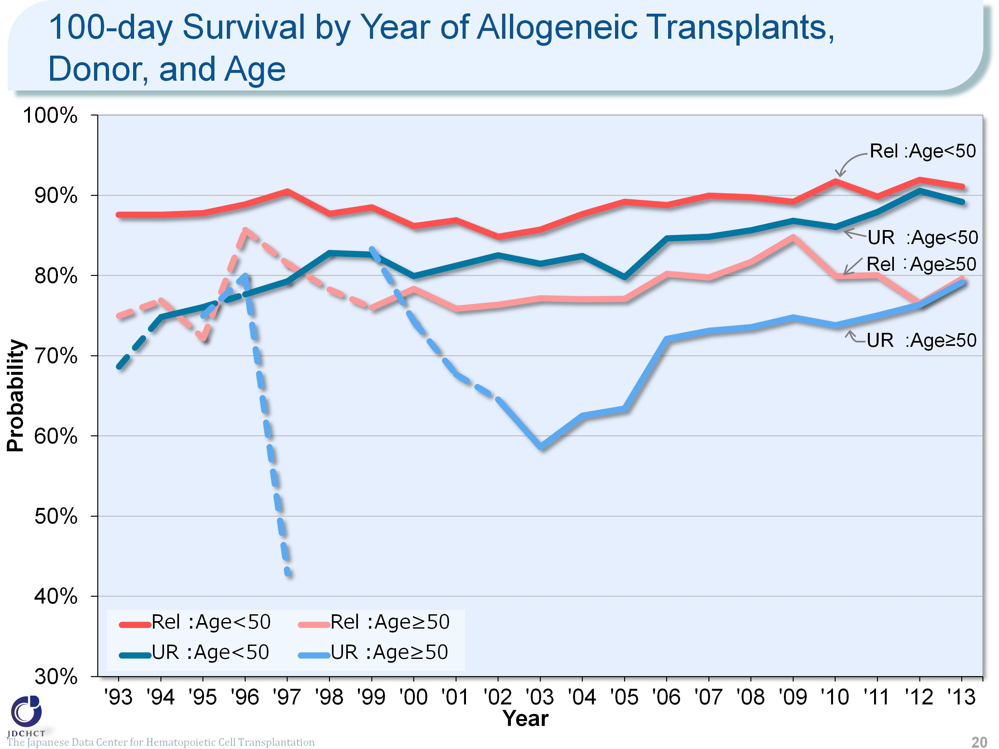 100-day Survival by Year of Allogeneic Transplants,
Donor, and Age
100%
90%
80%
70%
60%
50%
40%
30%
Probability
Rel :Age<50
UR :Age<50
Rel :Age≥50
UR :Age≥50
Rel :Age<50 Rel :Age≥50
UR :Age<50 UR :Age≥50
'93 '94 '95 '96 '97 '98 '99 '00 '01 '02 '03 '04 '05 '06 '07 '08 '09 '10 '11 '12 '13
Year
JDCHCT
The Japanese Data Center for Hematopoietic Cell Transplantation
20